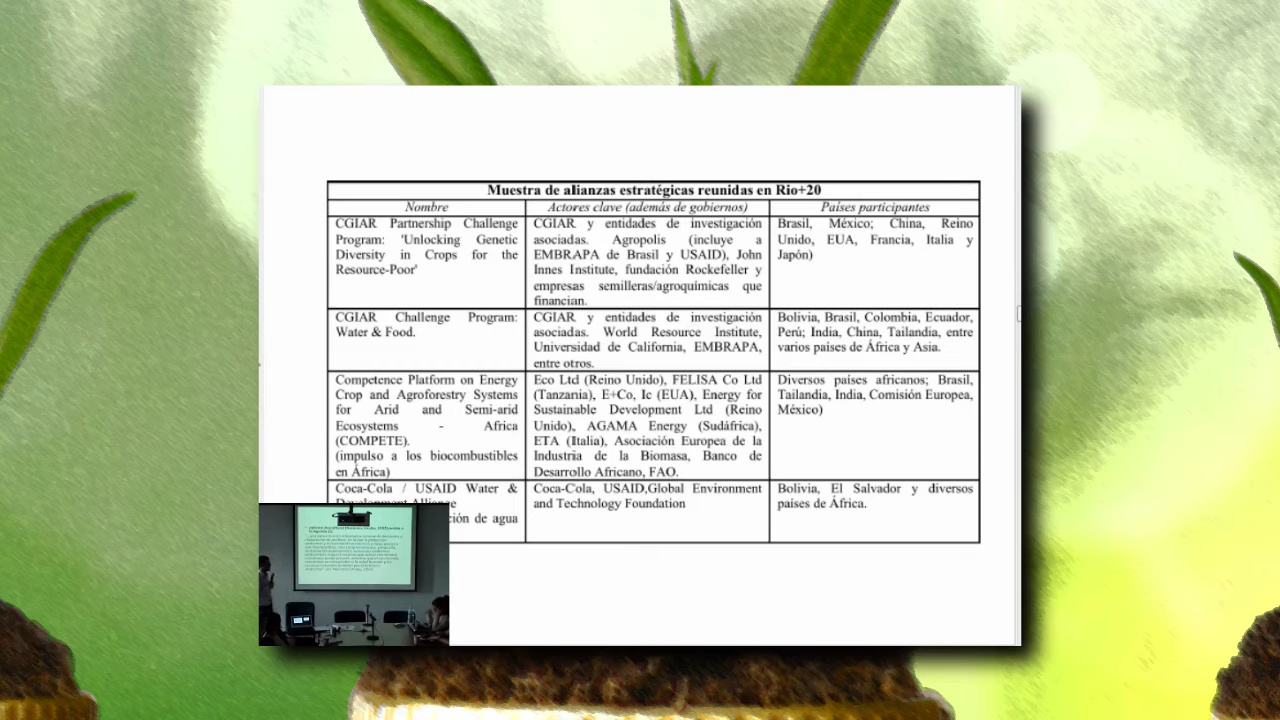 Muestra de alianzas estratégicas reunidas en Rio+20
Nombre
Actores clave (además de gobiernos)
Países participantes
CGIAR Partnership Challenge
Program: 'Unlocking Genetic
Diversity in Crops for the
Resource-Poor'
CGIAR y entidades de investigación
asociadas. Agropolis (incluye a
EMBRAPA de Brasil y USAID), John
Innes Institute, fundación Rockefeller y
empresas semilleras/agroquímicas que
financian.
Brasil, México; China, Reino
Unido, EUA, Francia, Italia y
Japón)
CGIAR Challenge Program:
Water & Food.
CGIAR y entidades de investigación
asociadas. World Resource Institute,
Universidad de California, EMBRAPA,
entre otros.
Bolivia, Brasil, Colombia, Ecuador,
Perú; India, China, Tailandia, entre
varios países de África y Asia.
Competence Platform on Energy
Crop and Agroforestry Systems
for Arid and Semi-arid
Ecosystems - Africa
(COMPETE).
(impulso a los biocombustibles
en África)
Eco Ltd (Reino Unido), FELISA Co Ltd
(Tanzania), E+Co, Ic (EUA), Energy for
Sustainable Development Ltd (Reino
Unido), AGAMA Energy (Sudáfrica),
ETA (Italia), Asociación Europea de la
Industria de la Biomasa, Banco de
Desarrollo Africano, FAO.
Diversos países africanos; Brasil,
Tailandia, India, Comisión Europea,
México)
Coca-Cola / USAID Water &
Development Alliance
ción de agua
Coca-Cola, USAID,Global Environment
and Technology Foundation
Bolivia, El Salvador y diversos
países de África.